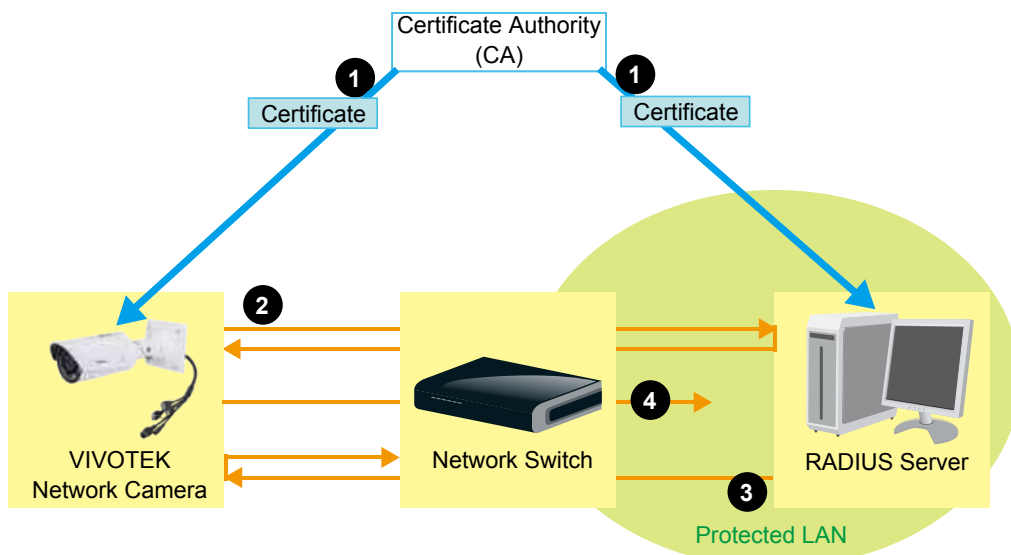 Certificate Authority
(CA)
1
1
Certificate
Certificate
2
4
VIVOTEK
Network Camera
Network Switch
RADIUS Server
3
Protected LAN